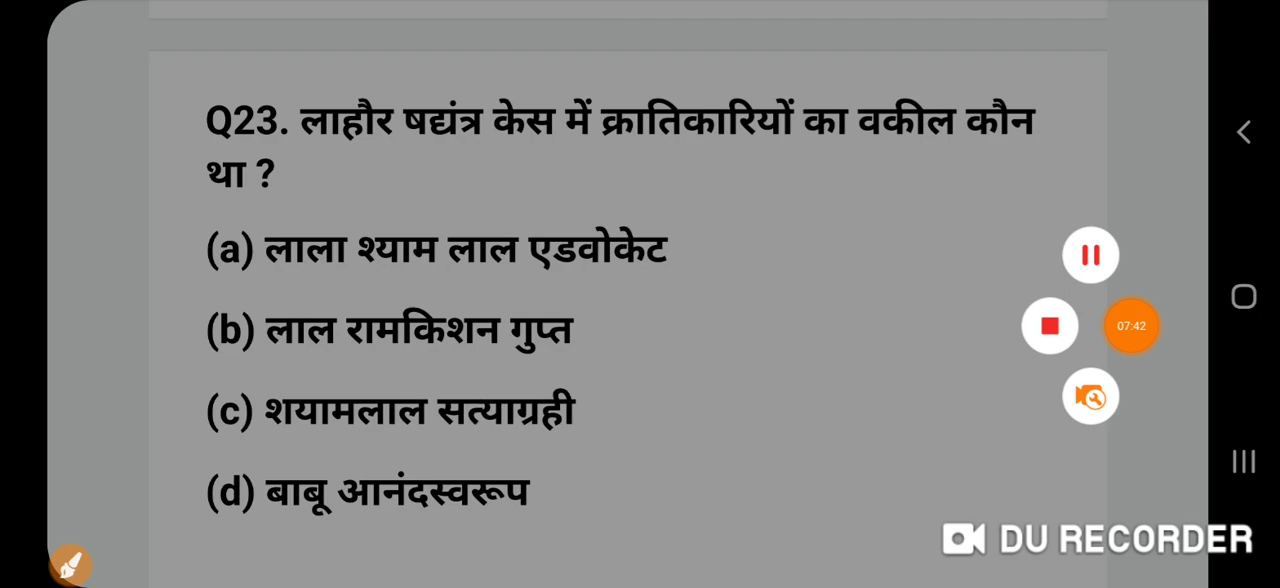 Q23. लाहौर षद्यंत्र केस में क्रातिकारियों का वकील कौन
था ?
(a) लाला श्याम लाल एडवोकेट
(b) लाल रामकिशन गुप्त
(c) शयामलाल सत्याग्रही
(d) बाबू आनंदस्वरूप
07:42
DU RECORDER